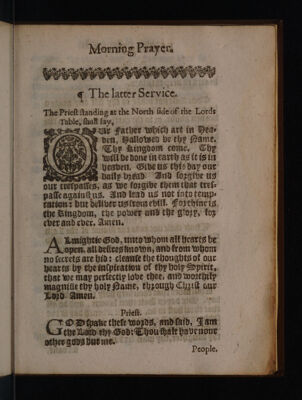 Morning Prayer.
¶ The latter Service.
The Priest standing at the North side of the Lords
Table, shall say,
OUr Father which art in Hea-
ven, Hallowed be thy Name.
Thy kingdom come. Thy
will be done in earth as it is in
heaven. Give us this day our
daily bread. And forgive us
our trespasses, as we forgive them that tres-
passe against us. And lead us not into temp-
tation: but deliver us from evill. For thine is
the kingdom, the power and the glory, for
ever and ever. Amen.
ALmightie God, unto whom all hearts be
open, all desires known, and from whom
no secrets are hid: cleanse the thoughts of our
hearts by the inspiration of thy holy Spirit,
that we may perfectly love thee, and worthily
magnifie thy holy Name, through Christ our
Lord Amen.
Priest.
GOD spake these words, and said, I am
the Lord thy God: Thou shalt have none
other gods but me.
People.